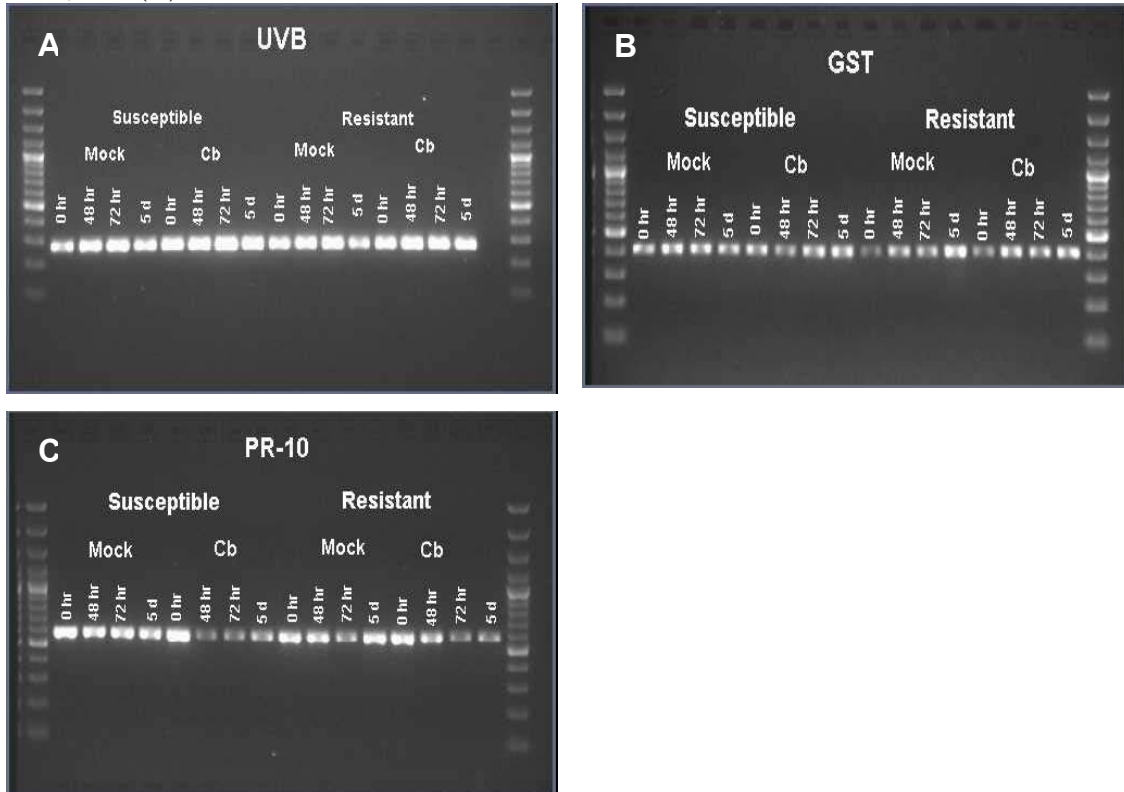 A
UVB
Susceptible Resistant
Mock Cb Mock Cb
0 hr 48 hr 72 hr 5 d 0 hr 48 hr 72 hr 5 d 0 hr 48 hr 72 hr 5 d 0 hr 48 hr 72 hr 5 d
B
GST
Susceptible Resistant
Mock Cb Mock Cb
0 hr 48 hr 72 hr 5 d 0 hr 48 hr 72 hr 5 d 0 hr 48 hr 72 hr 5 d 0 hr 48 hr 72 hr 5 d
C
PR-10
Susceptible Resistant
Mock Cb Mock Cb
0 hr 48 hr 72 hr 5 d 0 hr 48 hr 72 hr 5 d 0 hr 48 hr 72 hr 5 d 0 hr 48 hr 72 hr 5 d